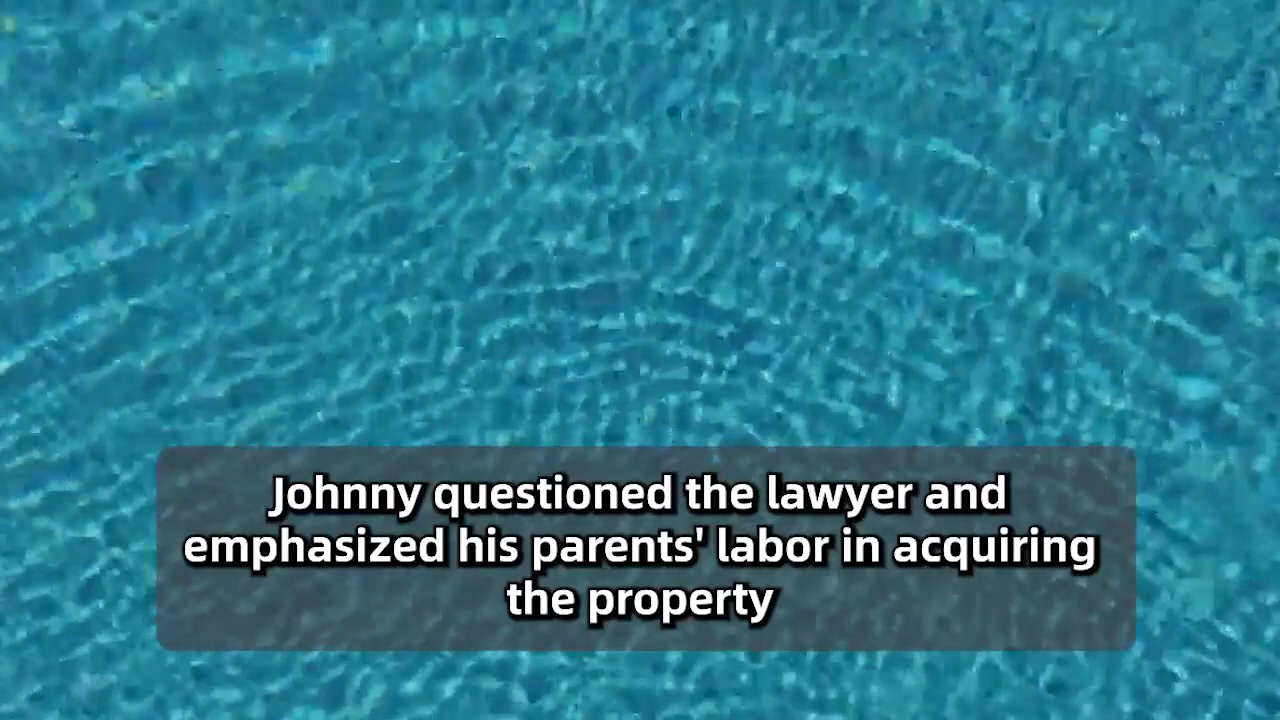 Johnny questioned the lawyer and
emphasized his parents' labor in acquiring
the property